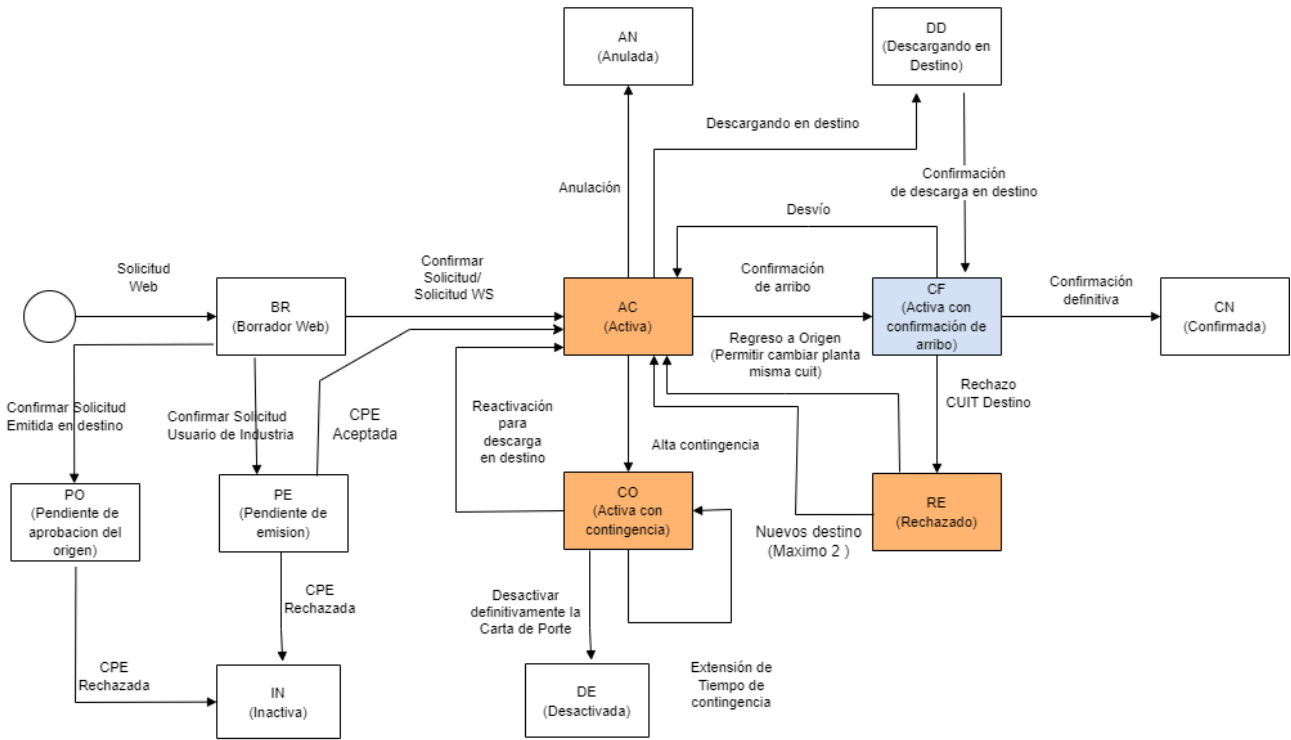 AN
(Anulada)
DD
(Descargando en
Destino)
Descargando en destino
Anulación
Confirmación
de descarga en destino
Desvío
Solicitud
Web
Confirmar
Solicitud/
Solicitud WS
Confirmación
de arribo
Confirmación
definitiva
BR
(Borrador Web)
AC
(Activa)
CF
(Activa con
confirmación de
arribo)
CN
(Confirmada)
Regreso a Origen
(Permitir cambiar planta
misma cuit)
Rechazo
CUIT Destino
Confirmar Solicitud
Emitida en destino
Confirmar Solicitud
Usuario de Industria
CPE
Aceptada
Reactivación
para
descarga
en destino
Alta contingencia
PO
(Pendiente de
aprobacion del
origen)
PE
(Pendiente de
emision)
CO
(Activa con
contingencia)
RE
(Rechazado)
Nuevos destino
(Maximo 2 )
CPE
Rechazada
Desactivar
definitivamente la
Carta de Porte
CPE
Rechazada
Extensión de
Tiempo de
contingencia
IN
(Inactiva)
DE
(Desactivada)